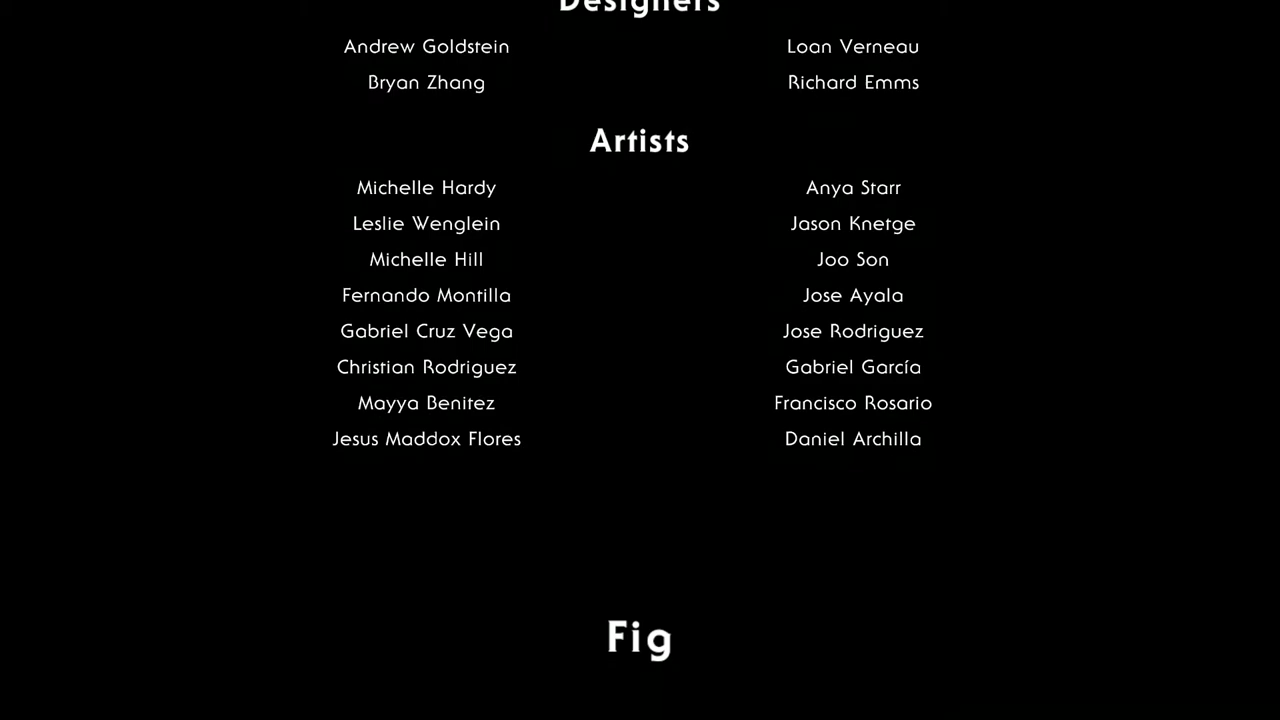 Designers
Andrew Goldstein Loan Verneau
Bryan Zhang Richard Emms
Artists
Michelle Hardy Anya Starr
Leslie Wenglein Jason Knetge
Michelle Hill Joo Son
Fernando Montilla Jose Ayala
Gabriel Cruz Vega Jose Rodriguez
Christian Rodriguez Gabriel García
Mayya Benitez Francisco Rosario
Jesus Maddox Flores Daniel Archilla
Fig